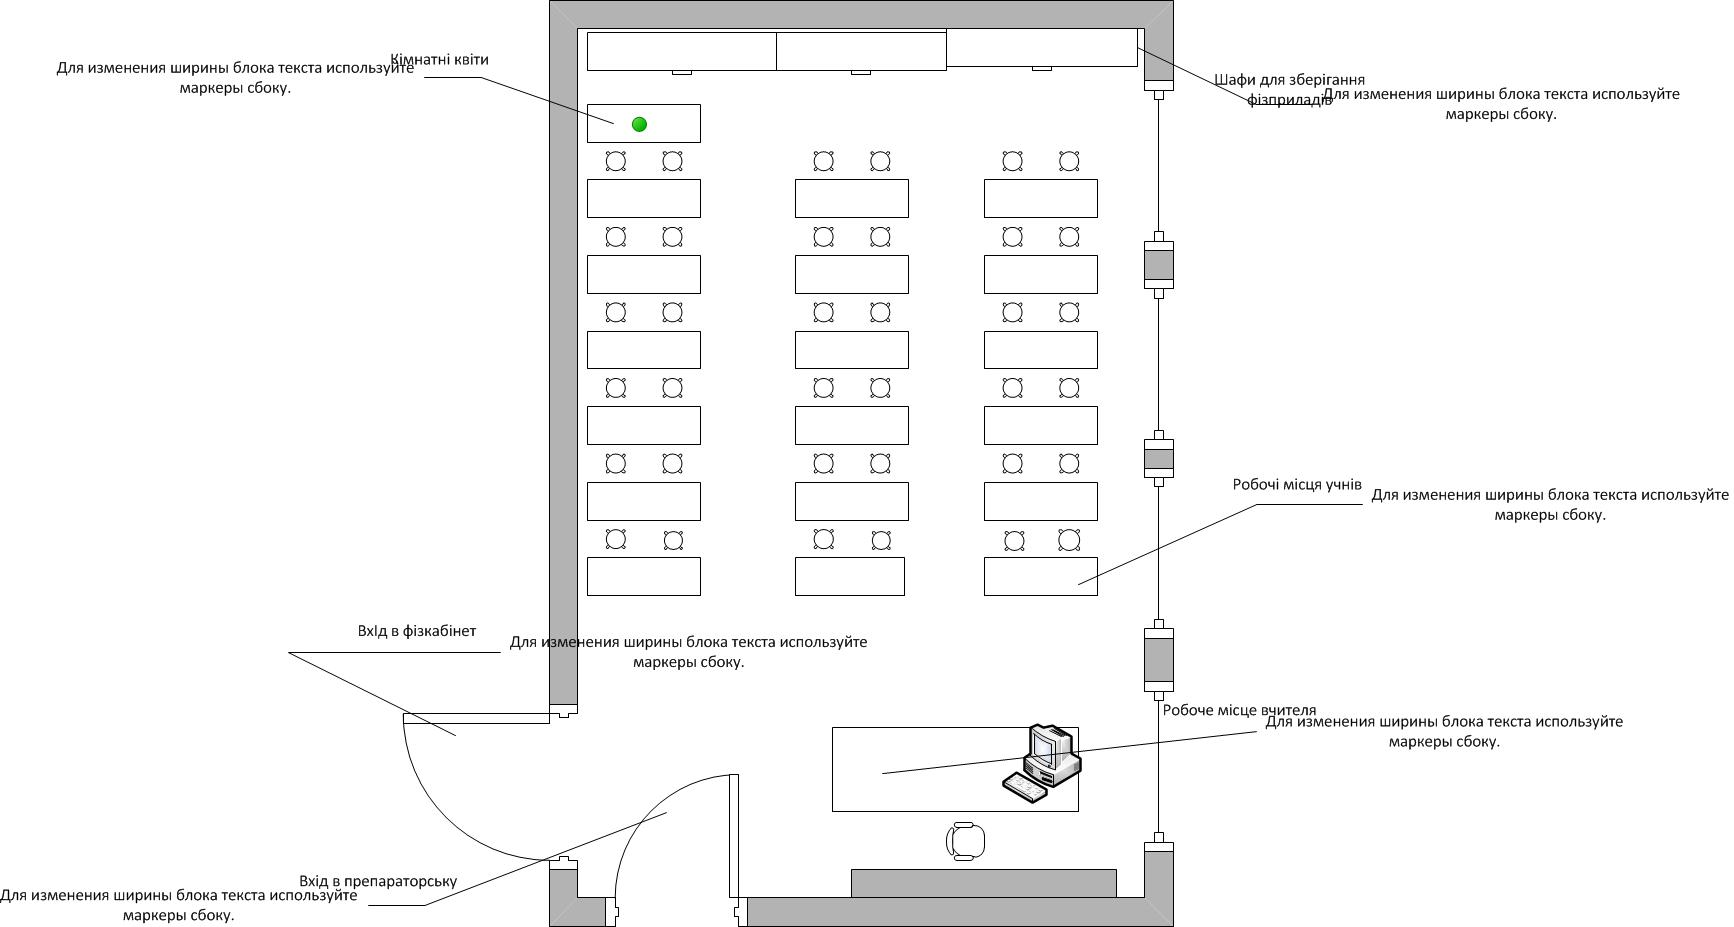 Кімнатні квіти
Для изменения ширины блока текста используйте
маркеры сбоку.
Шафи для зберігання
фізприладів
Для изменения ширины блока текста используйте
маркеры сбоку.
Робочі місця учнів
Для изменения ширины блока текста используйте
маркеры сбоку.
ВхІд в фізкабінет
Для изменения ширины блока текста используйте
маркеры сбоку.
Робоче місце вчителя
Для изменения ширины блока текста используйте
маркеры сбоку.
Вхід в препараторську
Для изменения ширины блока текста используйте
маркеры сбоку.